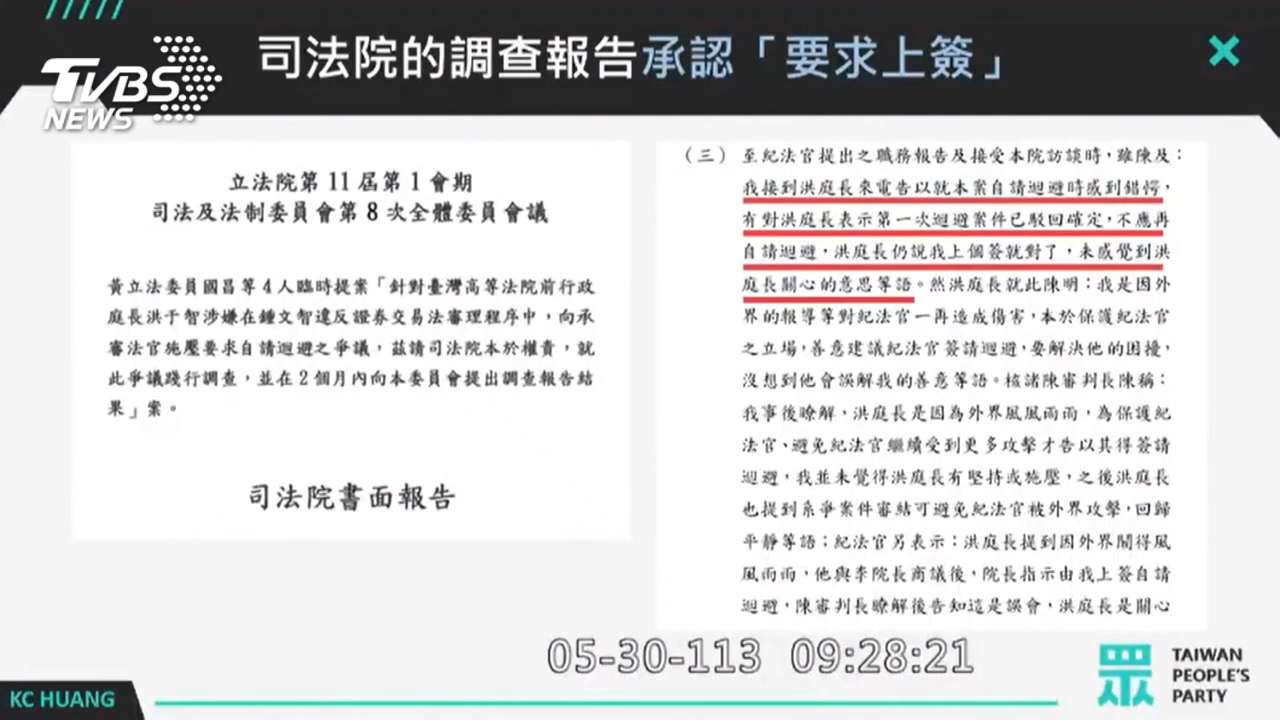 TVBS
NEWS
司法院的調查報告承認「要求上簽」
立法院第 11 屆第 1 會期
司法及法制委員會第 8 次全體委員會議
黃立法委員國昌等 4 人臨時提案「針對臺灣高等法院前行政
庭長洪于智涉嫌在鍾文智違反證券交易法審理程序中，向承
審法官施壓要求自請迴避之爭議，茲請司法院本於權責，就
此爭議踐行調查，並在 2 個月內向本委員會提出調查報告結
果」案。
司法院書面報告
（三）至紀法官提出之職務報告及接受本院訪談時，雖陳及：
我接到洪庭長來電告以就本案自請迴避時感到錯愕，
有對洪庭長表示第一次迴避案件已駁回確定，不應再
自請迴避，洪庭長仍說我上個簽就對了，未感覺到洪
庭長關心的意思等語。然洪庭長就此陳明：我是因外
界的報導等對紀法官一再造成傷害，本於保護紀法官
之立場，善意建議紀法官簽請迴避，要解決他的困擾，
沒想到他會誤解我的善意等語。核諸陳審判長陳稱：
我事後瞭解，洪庭長是因為外界風風雨雨，為保護紀
法官、避免紀法官繼續受到更多攻擊才告以其得簽請
迴避，我並未覺得洪庭長有堅持或施壓，之後洪庭長
也提到系爭案件審結可避免紀法官被外界攻擊，回歸
平靜等語；紀法官另表示：洪庭長提到因外界鬧得風
風雨雨，他與李院長商議後，院長指示由我上簽自請
迴避，陳審判長瞭解後告知這是誤會，洪庭長是關心
05-30-113 09:28:21
KC HUANG
眾
TAIWAN
PEOPLE'S
PARTY